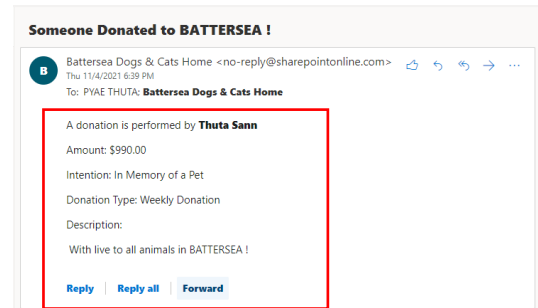 Someone Donated to BATTERSEA !
B
Battersea Dogs & Cats Home <no-reply@sharepointonline.com>
Thu 11/4/2021 6:39 PM
To: PYAE THUTA; Battersea Dogs & Cats Home
A donation is performed by Thuta Sann
Amount: $990.00
Intention: In Memory of a Pet
Donation Type: Weekly Donation
Description:
With live to all animals in BATTERSEA !
Reply | Reply all | Forward